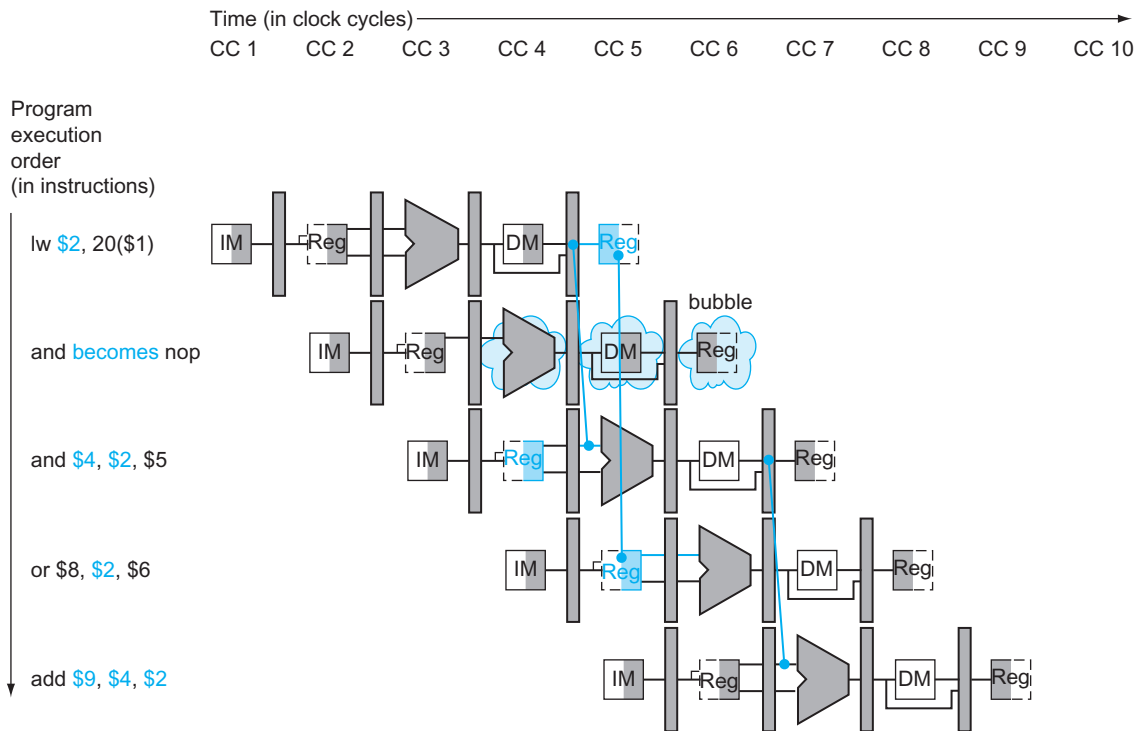 Time (in clock cycles)
CC 1 CC 2 CC 3 CC 4 CC 5 CC 6 CC 7 CC 8 CC 9 CC 10
Program
execution
order
(in instructions)
lw $2, 20($1)
IM Reg DM Reg
bubble
and becomes nop
IM Reg DM Reg
and $4, $2, $5
IM Reg DM Reg
or $8, $2, $6
IM Reg DM Reg
add $9, $4, $2
IM Reg DM Reg